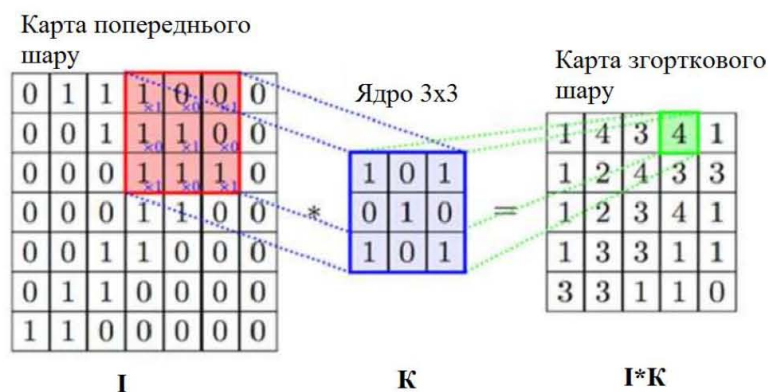 Карта попереднього
шару
Ядро 3x3
Карта згорткового
шару
0 1 1 1 0 0 0
0 0 1 1 1 0 0
0 0 0 1 1 1 0
0 0 0 1 1 0 0
0 0 1 1 0 0 0
0 1 1 0 0 0 0
1 1 0 0 0 0 0
×1 ×0 ×1
×0 ×1 ×0
×1 ×0 ×1
*
1 0 1
0 1 0
1 0 1
=
1 4 3 4 1
1 2 4 3 3
1 2 3 4 1
1 3 3 1 1
3 3 1 1 0
I
K
I*K